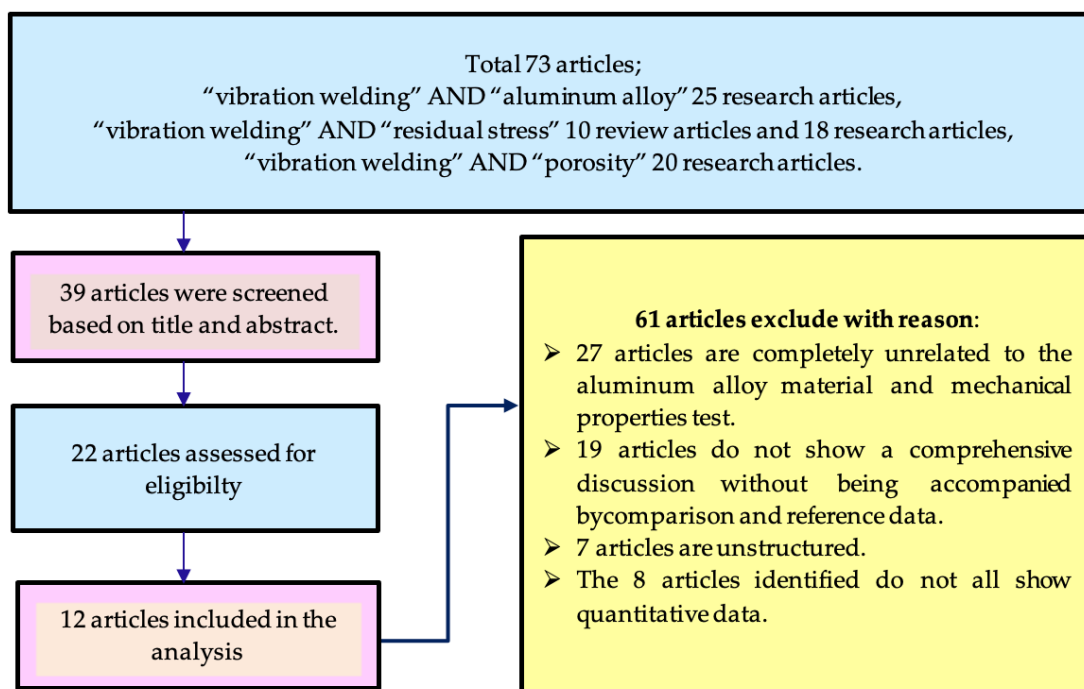 Total 73 articles;
“vibration welding” AND “aluminum alloy” 25 research articles,
“vibration welding” AND “residual stress” 10 review articles and 18 research articles,
“vibration welding” AND “porosity” 20 research articles.
39 articles were screened
based on title and abstract.
22 articles assessed for
eligibilty
12 articles included in the
analysis
61 articles exclude with reason:
➢ 27 articles are completely unrelated to the
aluminum alloy material and mechanical
properties test.
➢ 19 articles do not show a comprehensive
discussion without being accompanied
bycomparison and reference data.
➢ 7 articles are unstructured.
➢ The 8 articles identified do not all show
quantitative data.